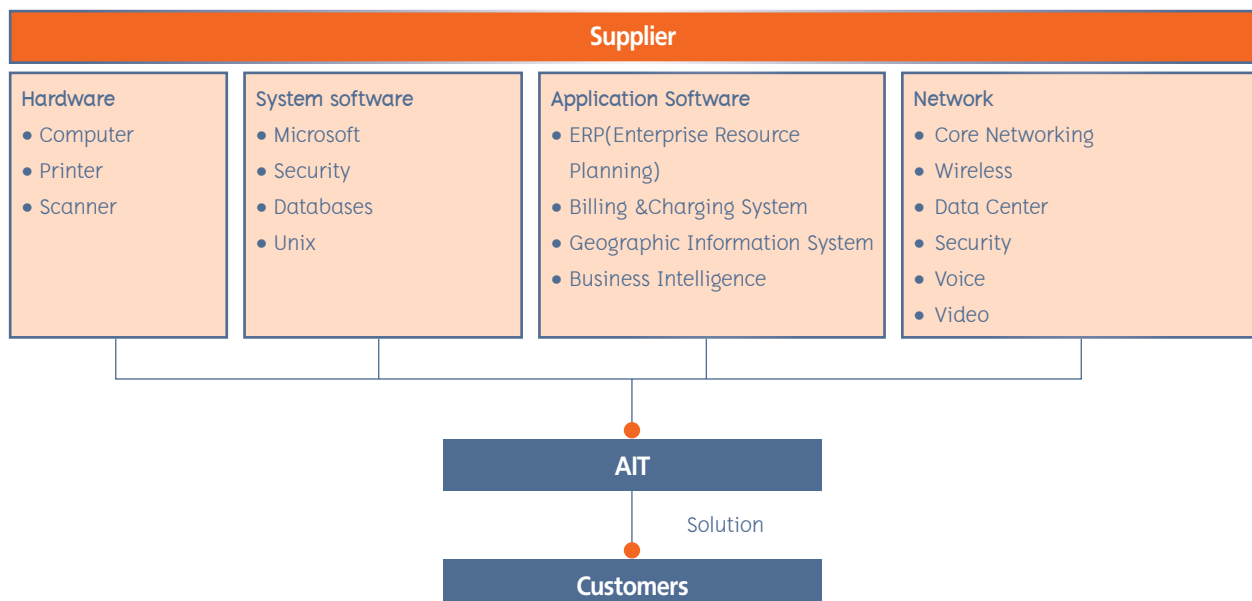 Supplier
Hardware
● Computer
● Printer
● Scanner
System software
● Microsoft
● Security
● Databases
● Unix
Application Software
● ERP(Enterprise Resource
Planning)
● Billing &Charging System
● Geographic Information System
● Business Intelligence
Network
● Core Networking
● Wireless
● Data Center
● Security
● Voice
● Video
AIT
Solution
Customers